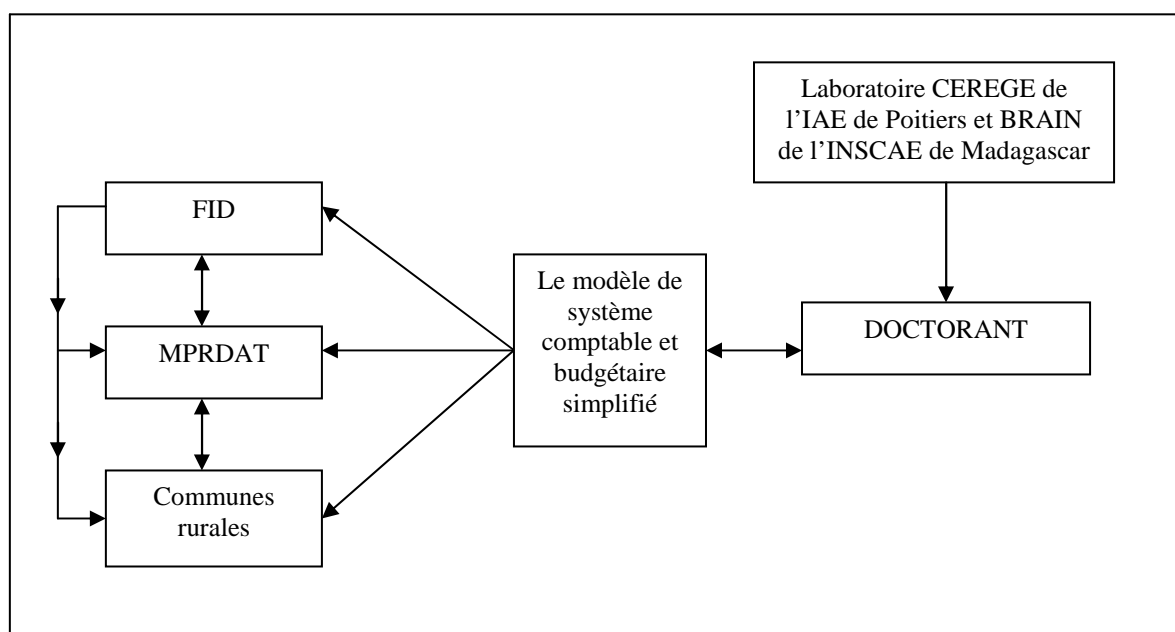 Laboratoire CEREGE de
l’IAE de Poitiers et BRAIN
de l’INSCAE de Madagascar
FID
Le modèle de
système
comptable et
budgétaire
simplifié
DOCTORANT
MPRDAT
Communes
rurales